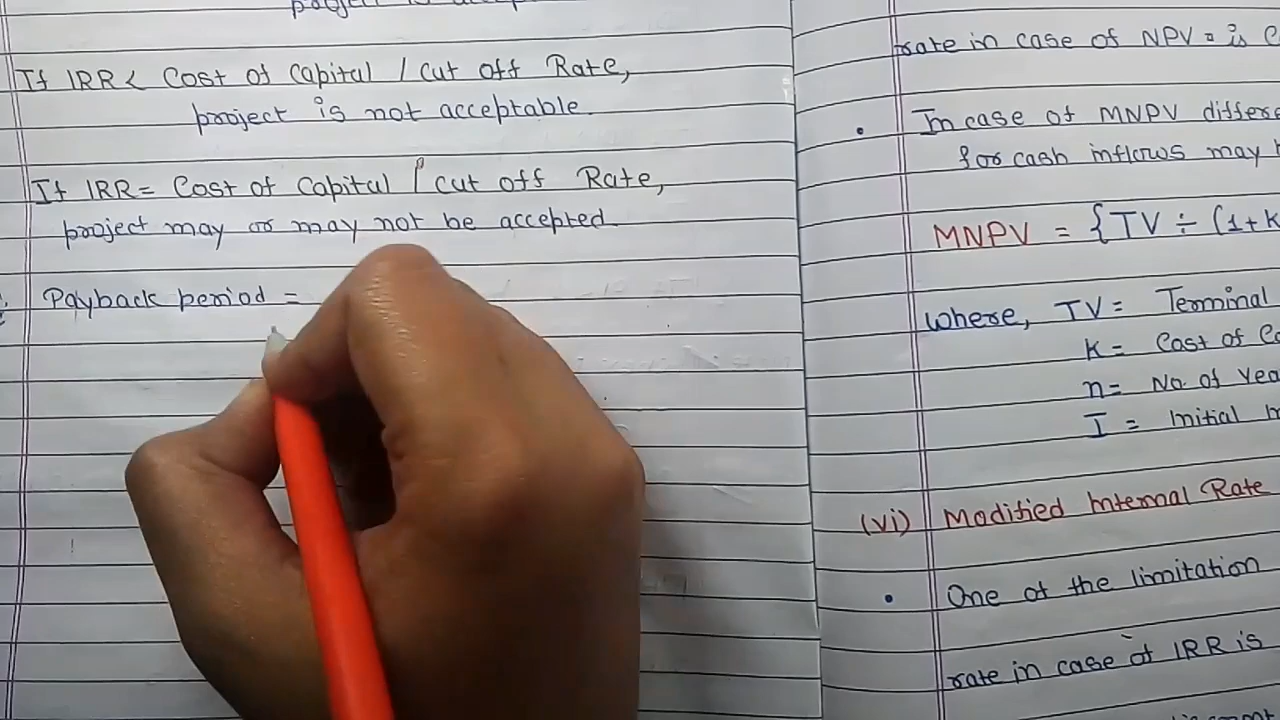 project is
If IRR < Cost of Capital / Cut off Rate,
project is not acceptable.
If IRR = Cost of Capital / cut off Rate,
project may or may not be accepted
Payback period =
rate in case of NPV = is
In case of MNPV
for cash inflows may
MNPV = {TV ÷ (1+k
where, TV = Terminal
k = Cost of
n = No. of
I = Initial
(vi) Modified Internal Rate
One of the limitation
rate in case of IRR is